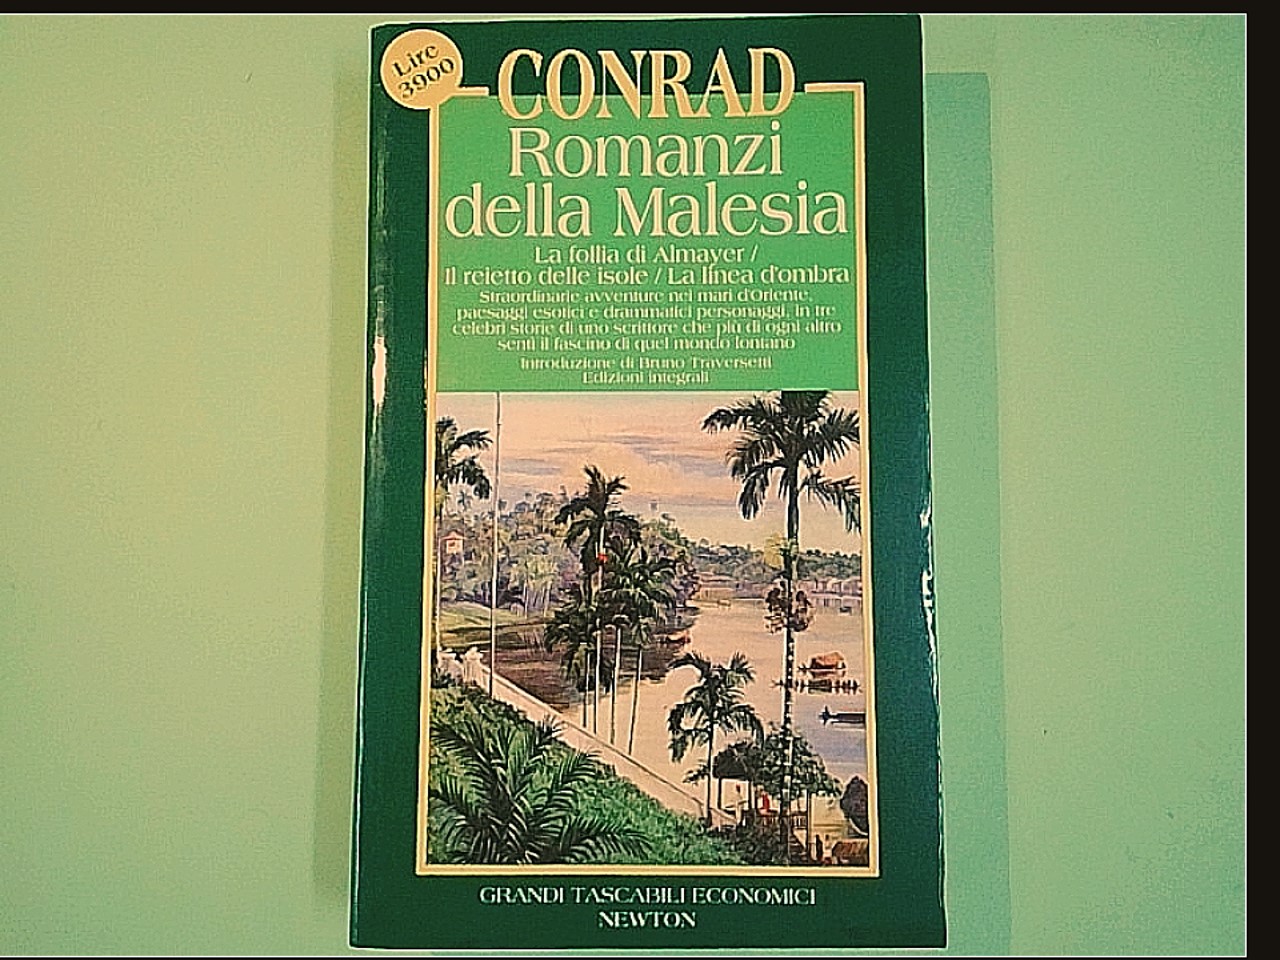 Lire
3900
CONRAD
Romanzi
della Malesia
La follia di Almayer /
Il reietto delle isole / La linea d'ombra
Straordinarie avventure nei mari d'Oriente,
paesaggi esotici e drammatici personaggi, in tre
celebri storie di uno scrittore che più di ogni altro
sentì il fascino di quel mondo lontano
Introduzione di Bruno Traversetti
Edizioni integrali
GRANDI TASCABILI ECONOMICI
NEWTON